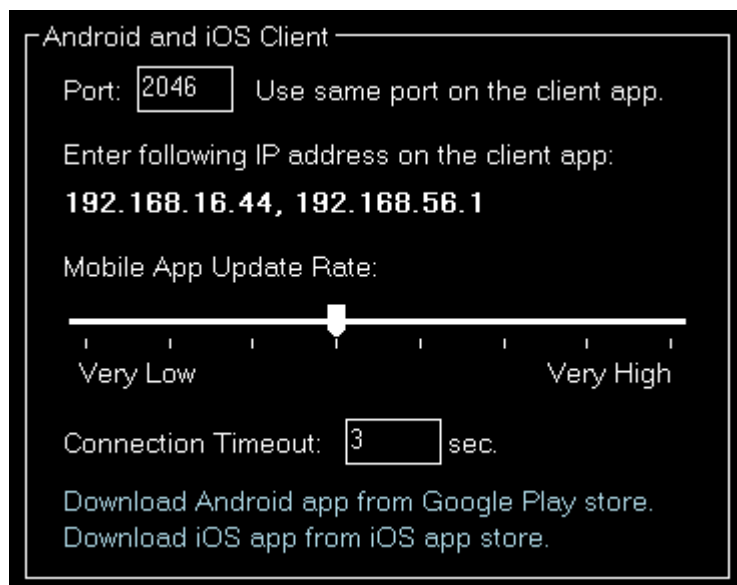 Android and iOS Client
Port: 2046 Use same port on the client app.
Enter following IP address on the client app:
192.168.16.44, 192.168.56.1
Mobile App Update Rate:
Very Low Very High
Connection Timeout: 3 sec.
Download Android app from Google Play store.
Download iOS app from iOS app store.